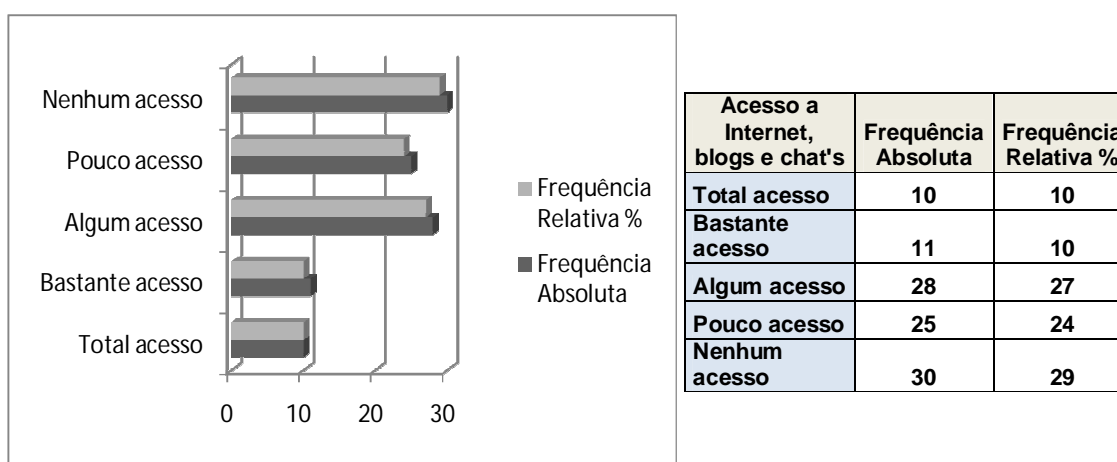 Nenhum acesso
Pouco acesso
Algum acesso
Bastante acesso
Total acesso
0 10 20 30
Frequência
Relativa %
Frequência
Absoluta
Acesso a
Internet,
blogs e chat's
Frequência
Absoluta
Frequência
Relativa %
Total acesso 10 10
Bastante
acesso 11 10
Algum acesso 28 27
Pouco acesso 25 24
Nenhum
acesso 30 29